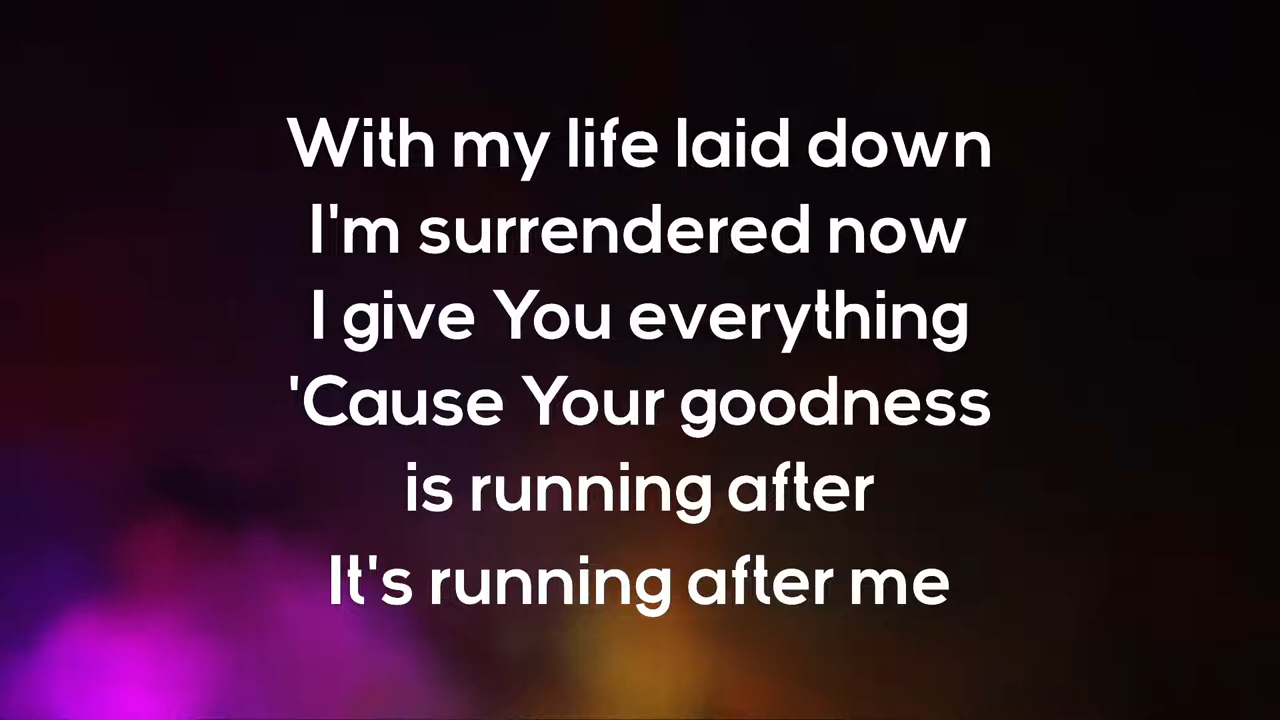 With my life laid down
I'm surrendered now
I give You everything
'Cause Your goodness
is running after
It's running after me